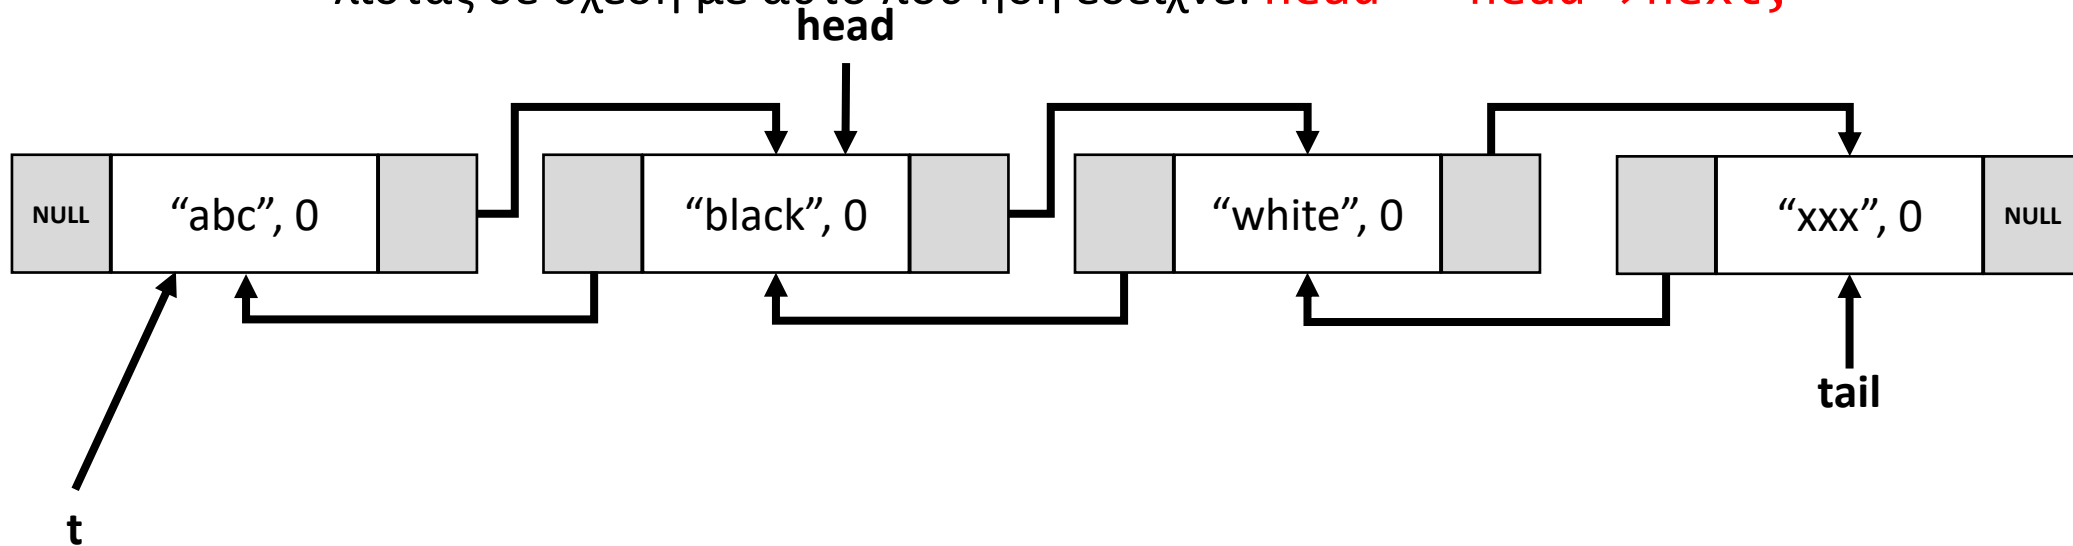 head
NULL “abc”, 0 “black”, 0 “white”, 0 “xxx”, 0 NULL
tail
t